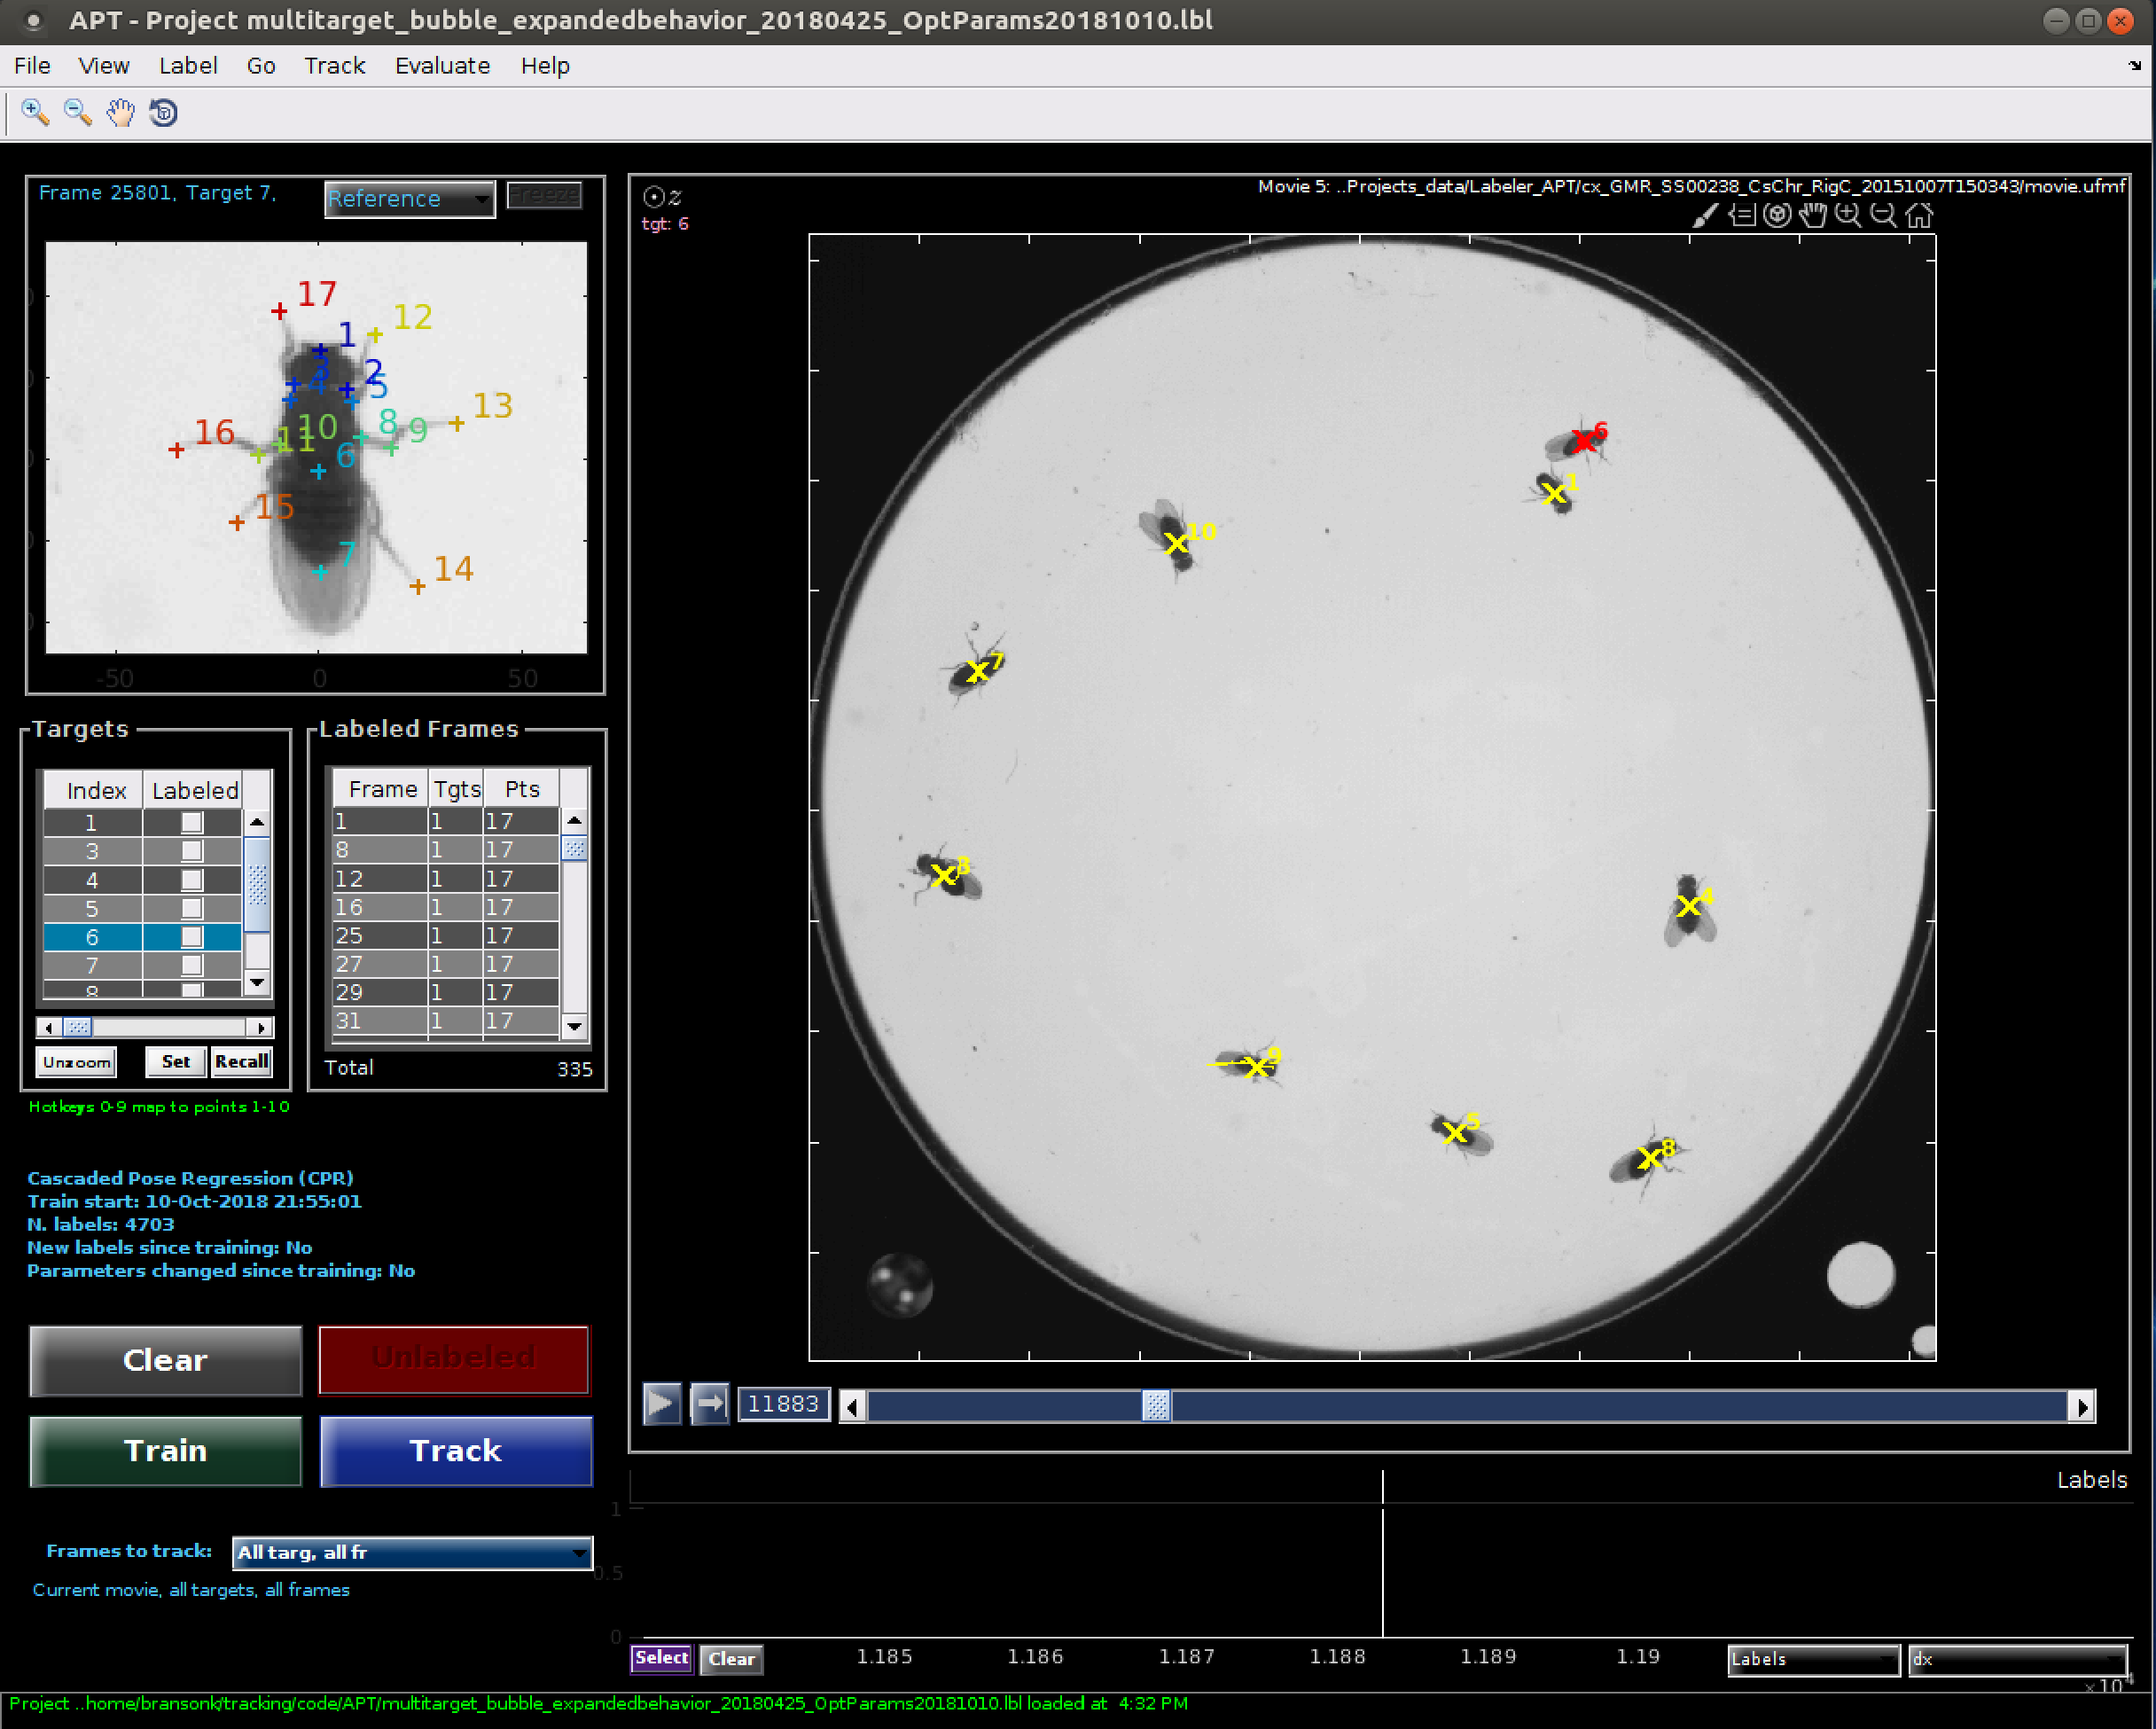 APT - Project multitarget_bubble_expandedbehavior_20180425_OptParams20181010.lbl
File View Label Go Track Evaluate Help
Frame 25801, Target 7,
Reference
Freeze
17
12
1
3
2
4
5
13
16
10
8
9
11
6
15
7
14
-50 0 50
Targets
Index Labeled
1
3
4
5
6
7
8
Unzoom Set Recall
Labeled Frames
Frame Tgts Pts
1 1 17
8 1 17
12 1 17
16 1 17
25 1 17
27 1 17
29 1 17
31 1 17
Total 335
Hotkeys 0-9 map to points 1-10
Cascaded Pose Regression (CPR)
Train start: 10-Oct-2018 21:55:01
N. labels: 4703
New labels since training: No
Parameters changed since training: No
Clear
Unlabeled
Train
Track
Frames to track: All targ, all fr
Current movie, all targets, all frames
z
tgt: 6
Movie 5: ..Projects_data/Labeler_APT/cx_GMR_SS00238_CsChr_RigC_20151007T150343/movie.ufmf
6
1
10
7
3
4
9
5
8
11883
Labels
1
0.5
0
Select Clear
1.185 1.186 1.187 1.188 1.189 1.19
Labels
dx
×10⁴
Project ..home/bransonk/tracking/code/APT/multitarget_bubble_expandedbehavior_20180425_OptParams20181010.lbl loaded at 4:32 PM